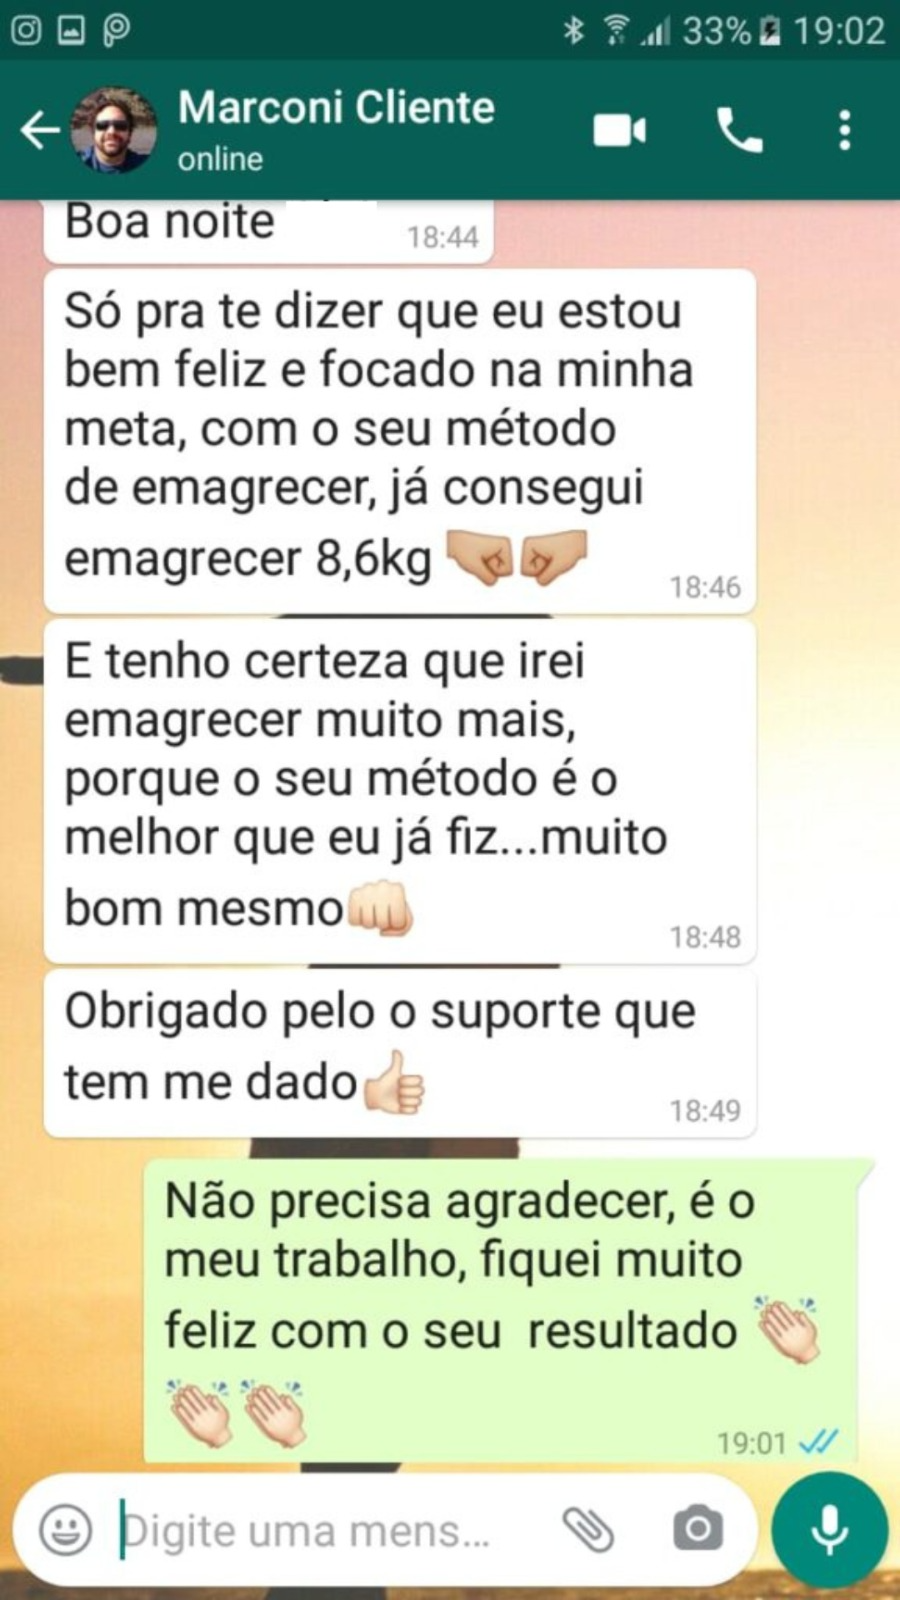 33% 19:02
Marconi Cliente
online
Boa noite
18:44
Só pra te dizer que eu estou
bem feliz e focado na minha
meta, com o seu método
de emagrecer, já consegui
emagrecer 8,6kg 🤜🤛
18:46
E tenho certeza que irei
emagrecer muito mais,
porque o seu método é o
melhor que eu já fiz...muito
bom mesmo👊
18:48
Obrigado pelo o suporte que
tem me dado👍
18:49
Não precisa agradecer, é o
meu trabalho, fiquei muito
feliz com o seu resultado 👏
👏👏
19:01
Digite uma mens...